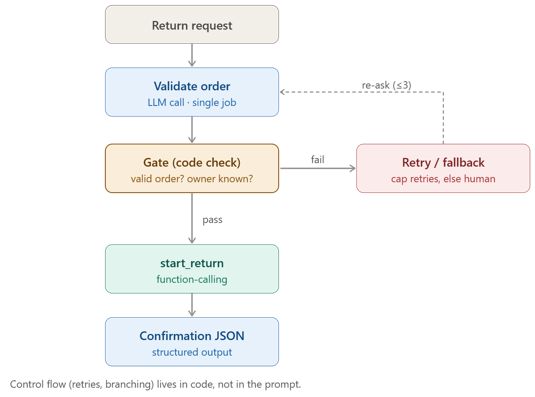 Return request
Validate order
LLM call · single job
re-ask (≤3)
Gate (code check)
valid order? owner known?
fail
Retry / fallback
cap retries, else human
pass
start_return
function-calling
Confirmation JSON
structured output
Control flow (retries, branching) lives in code, not in the prompt.